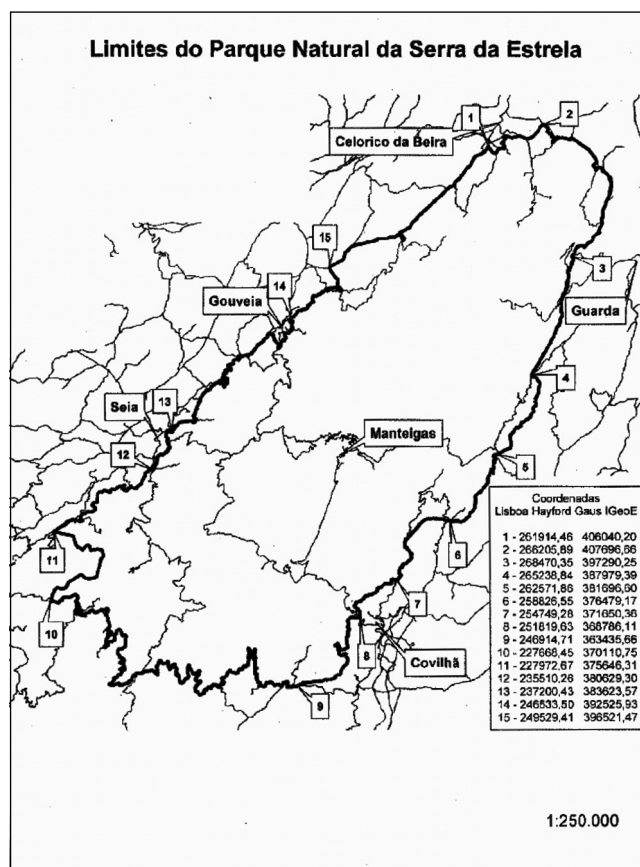 Limites do Parque Natural da Serra da Estrela
1
2
Celorico da Beira
15
3
14
Gouveia
Guarda
4
13
Seia
Manteigas
12
5
11
6
10
7
8
Covilhã
9
Coordenadas
Lisboa Hayford Gaus IGeoE
1 - 261914,46 406040,20
2 - 266205,89 407696,66
3 - 268470,35 397290,25
4 - 265238,84 387979,39
5 - 262571,86 381696,60
6 - 258826,55 376479,17
7 - 254749,28 371650,36
8 - 251819,63 368786,11
9 - 246914,71 363435,66
10 - 227668,45 370110,75
11 - 227972,67 375646,31
12 - 235510,26 380629,30
13 - 237200,43 383623,57
14 - 246533,50 392525,93
15 - 249529,41 396521,47
1:250.000